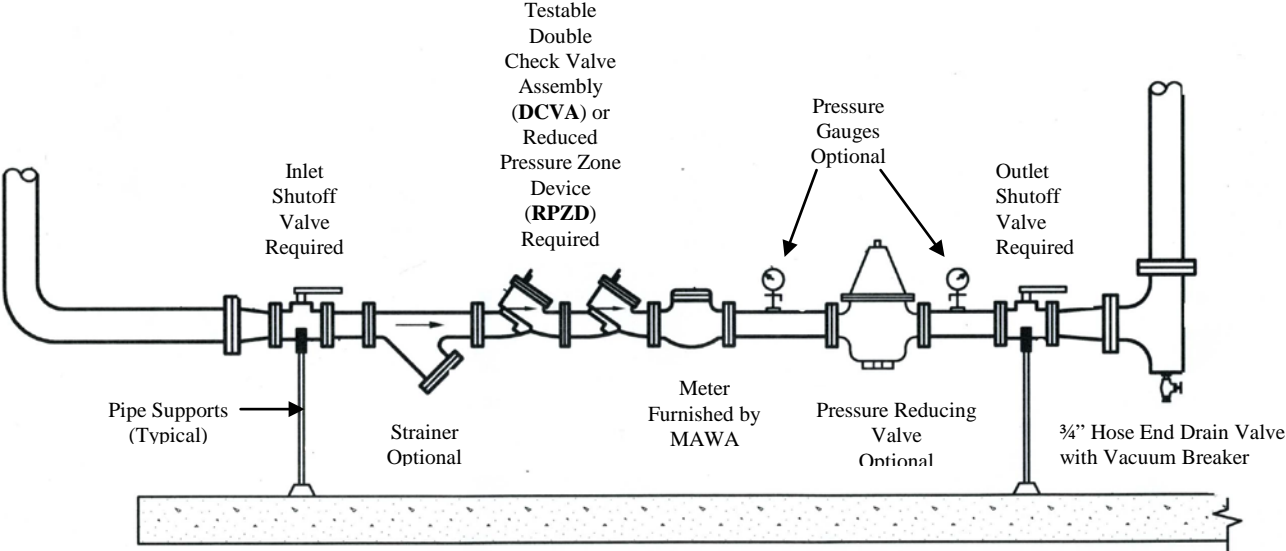 Testable
Double
Check Valve
Assembly
(DCVA) or
Reduced
Pressure Zone
Device
(RPZD)
Required
Pressure
Gauges
Optional
Inlet
Shutoff
Valve
Required
Outlet
Shutoff
Valve
Required
Pipe Supports
(Typical)
Strainer
Optional
Meter
Furnished by
MAWA
Pressure Reducing
Valve
Optional
¾” Hose End Drain Valve
with Vacuum Breaker